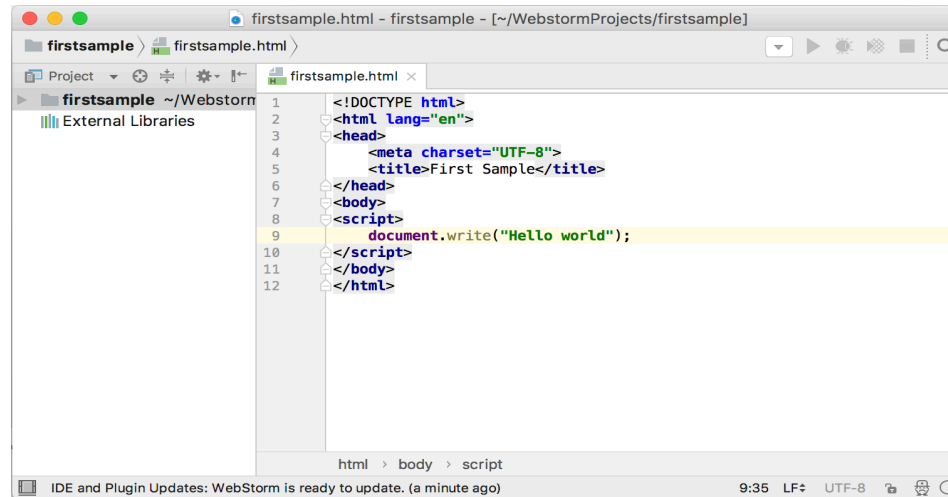 firstsample.html - firstsample - [~/WebstormProjects/firstsample]
firstsample firstsample.html
Project
firstsample.html
firstsample ~/Webstorm
External Libraries
1 <!DOCTYPE html>
2 <html lang="en">
3 <head>
4 <meta charset="UTF-8">
5 <title>First Sample</title>
6 </head>
7 <body>
8 <script>
9 document.write("Hello world");
10 </script>
11 </body>
12 </html>
html › body › script
IDE and Plugin Updates: WebStorm is ready to update. (a minute ago) 9:35 LF UTF-8